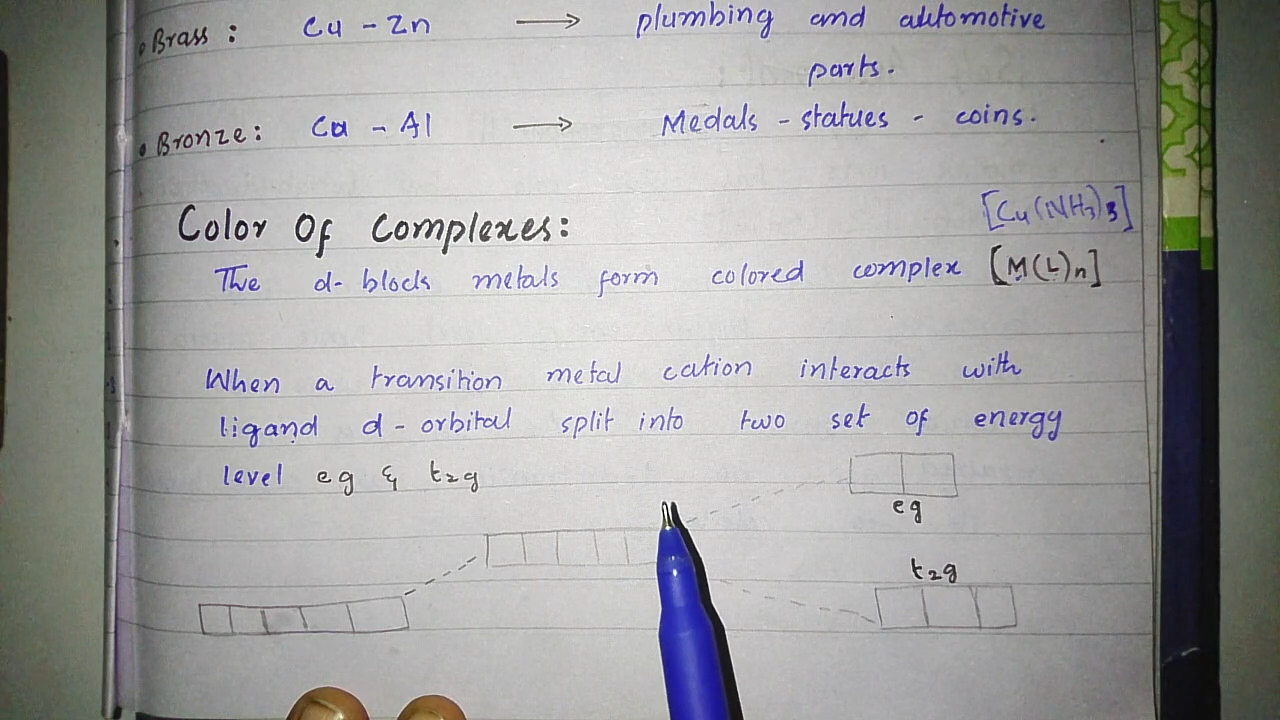 • Brass : Cu - Zn → plumbing and automotive
parts.
• Bronze : Cu - Al → Medals - statues - coins.
Color Of Complexes :
[Cu(NH3)3]
The d-block metals form colored complex [M(L)n]
When a transition metal cation interacts with
ligand d-orbital split into two set of energy
level eg & t2g
eg
t2g